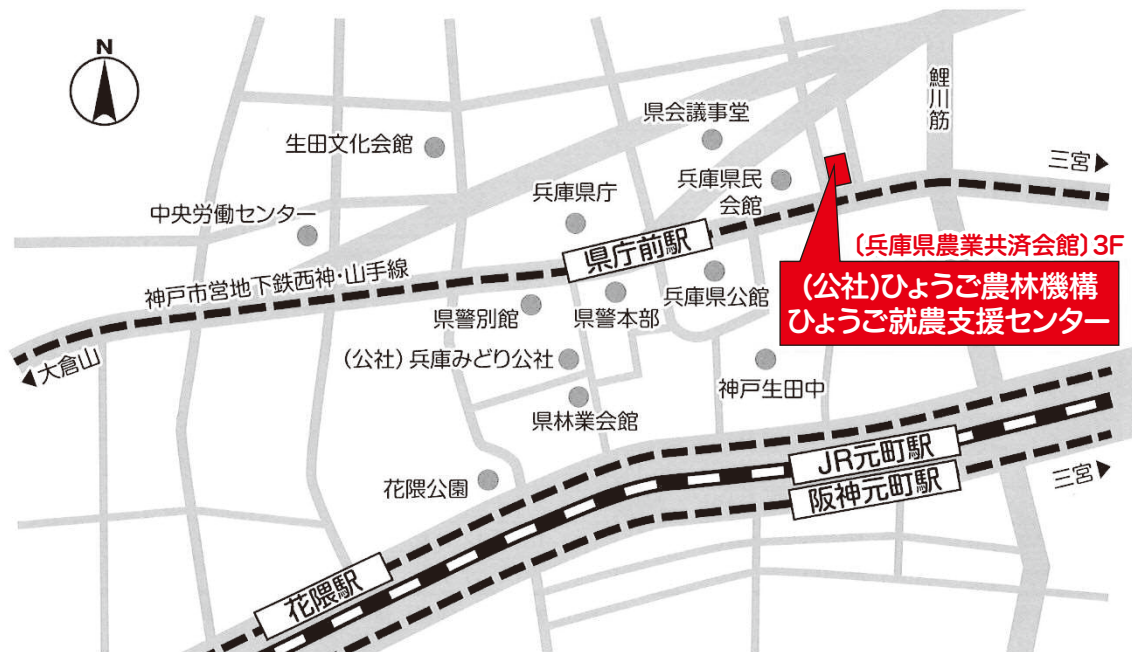 N
鯉川筋
県会議事堂
生田文化会館
三宮▶
兵庫県民
会館
兵庫県庁
中央労働センター
県庁前駅
〔兵庫県農業共済会館〕3F
(公社)ひょうご農林機構
ひょうご就農支援センター
神戸市営地下鉄西神・山手線
兵庫県公館
県警別館
県警本部
◀大倉山
(公社)兵庫みどり公社
神戸生田中
県林業会館
JR元町駅
花隈公園
阪神元町駅
三宮▶
花隈駅